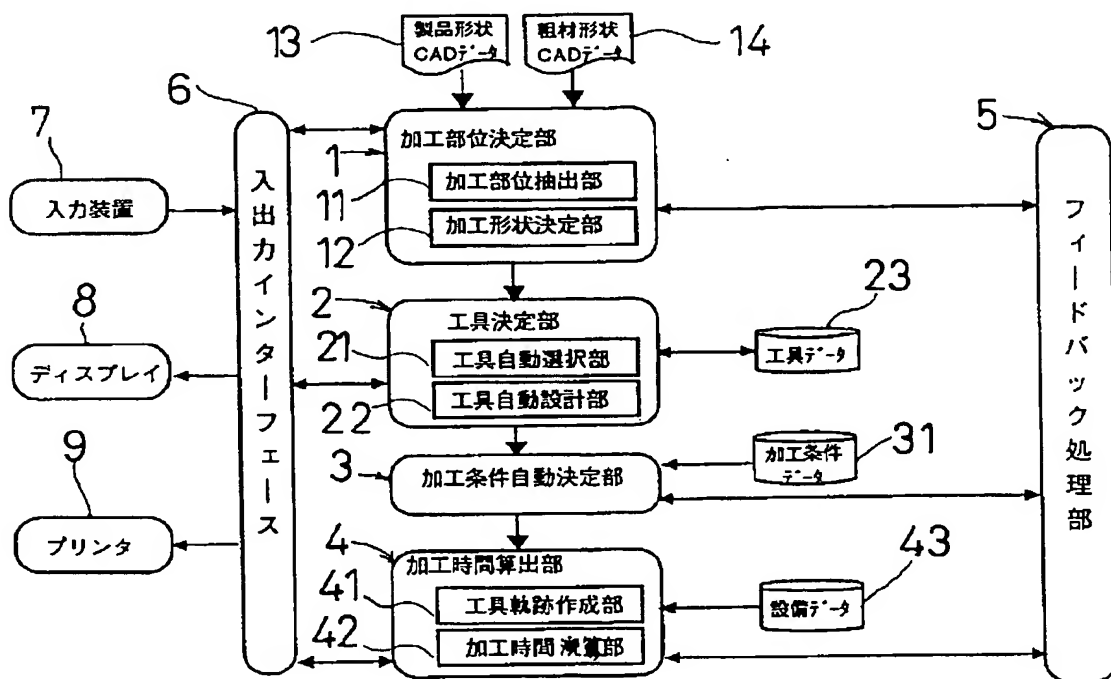 13
製品形状
CADデータ
粗材形状
CADデータ
14
6
7
入力装置
入出力インターフェース
加工部位決定部
1
11
加工部位抽出部
12
加工形状決定部
5
フィードバック処理部
8
ディスプレイ
2
工具決定部
21
工具自動選択部
22
工具自動設計部
23
工具データ
3
加工条件自動決定部
加工条件
データ
31
9
プリンタ
4
加工時間算出部
41
工具軌跡作成部
42
加工時間演算部
設備データ
43